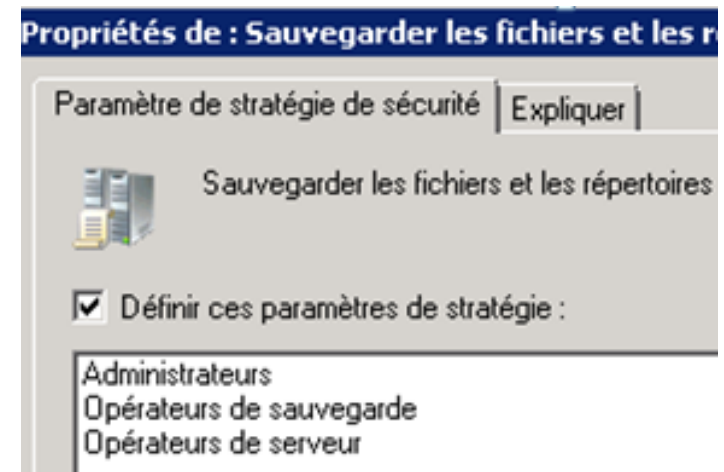 Propriétés de : Sauvegarder les fichiers et les
Paramètre de stratégie de sécurité Expliquer
Sauvegarder les fichiers et les répertoires
Définir ces paramètres de stratégie :
Administrateurs
Opérateurs de sauvegarde
Opérateurs de serveur